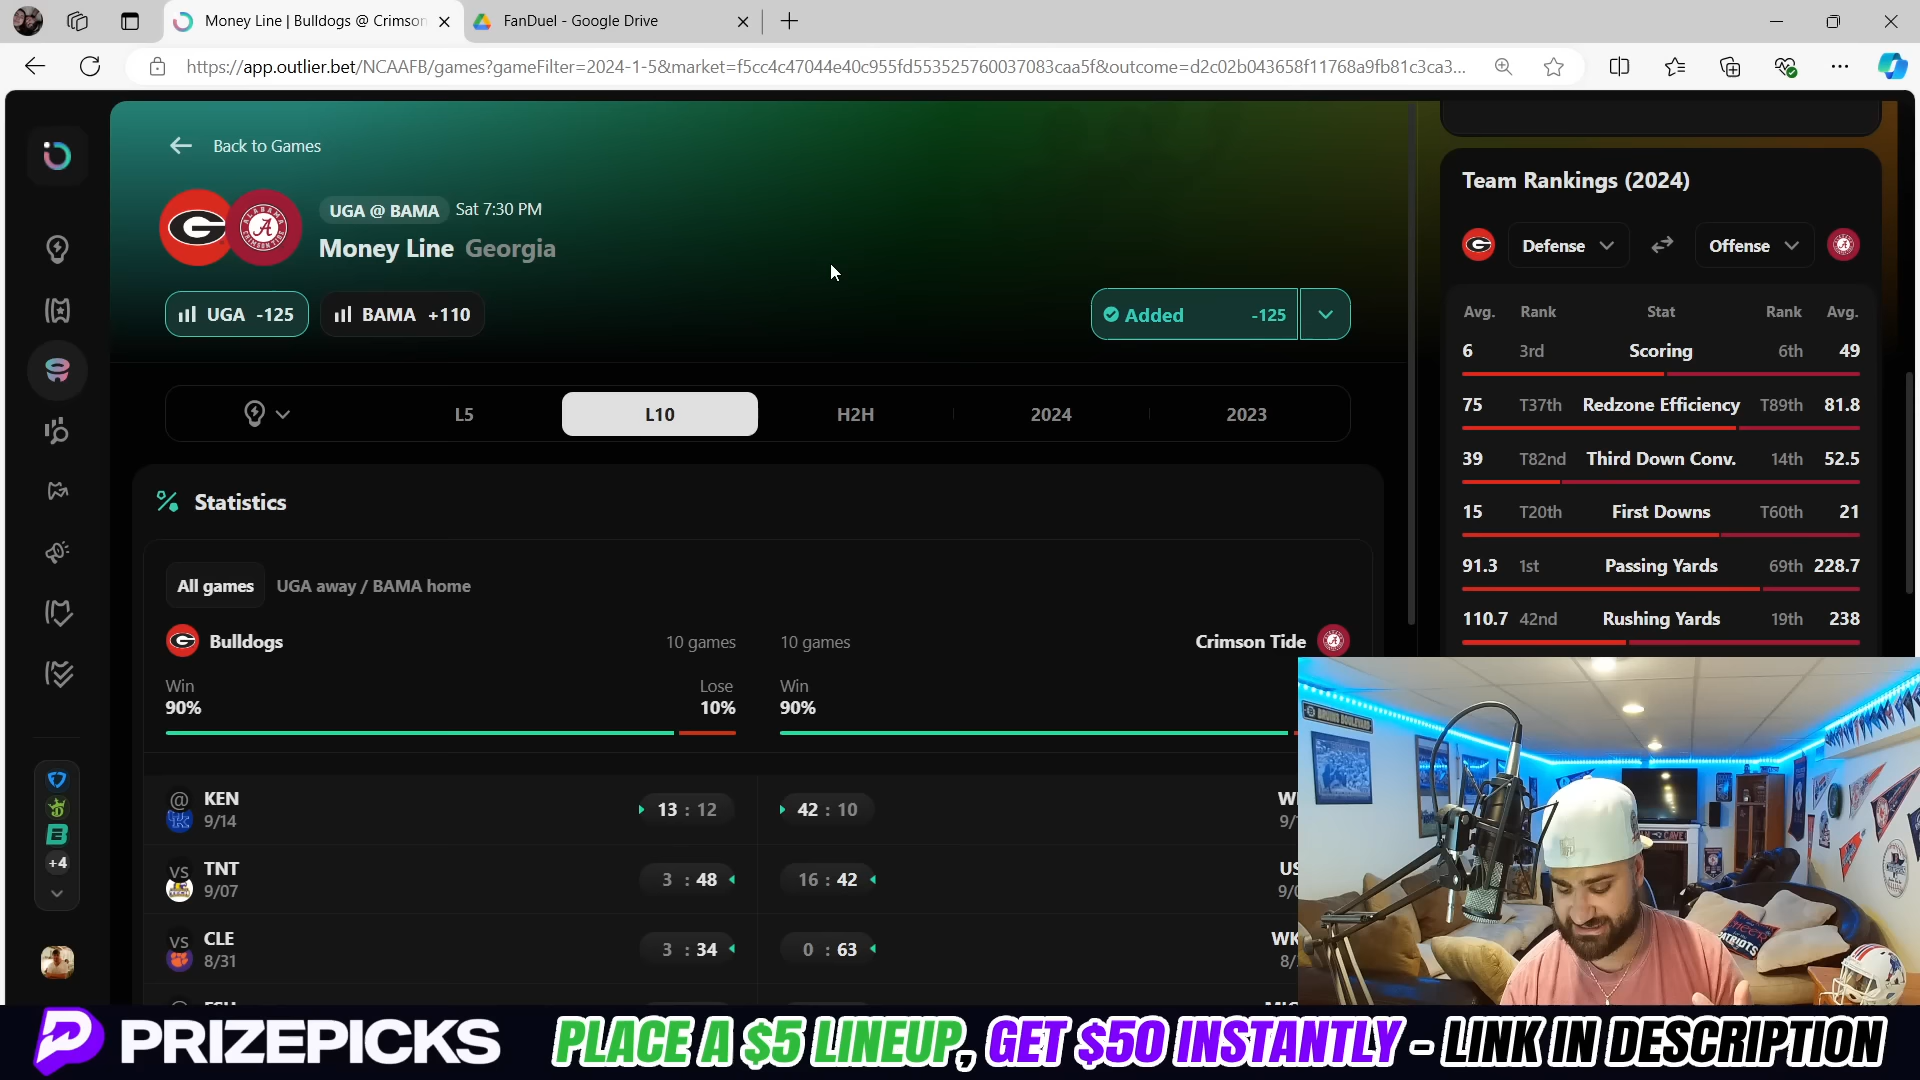 Money Line | Bulldogs @ Crimson
FanDuel - Google Drive
https://app.outlier.bet/NCAAFB/games?gameFilter=2024-1-5&market=f5cc4c47044e40c955fd553525760037083caa5f&outcome=d2c02b043658f11768a9fb81c3ca3...
Back to Games
UGA @ BAMA Sat 7:30 PM
Money Line Georgia
UGA -125 BAMA +110
Added -125
L5 L10 H2H 2024 2023
Statistics
All games UGA away / BAMA home
Bulldogs 10 games 10 games Crimson Tide
Win Lose Win
90% 10% 90%
@ KEN 13 : 12 42 : 10
9/14
VS TNT 3 : 48 16 : 42 US
9/07
VS CLE 3 : 34 0 : 63 WK
8/31 8/
+4
Team Rankings (2024)
Defense Offense
Avg. Rank Stat Rank Avg.
6 3rd Scoring 6th 49
75 T37th Redzone Efficiency T89th 81.8
39 T82nd Third Down Conv. 14th 52.5
15 T20th First Downs T60th 21
91.3 1st Passing Yards 69th 228.7
110.7 42nd Rushing Yards 19th 238
BRUINS BOULEVARD
PATRIOTS
PRIZEPICKS PLACE A $5 LINEUP, GET $50 INSTANTLY - LINK IN DESCRIPTION